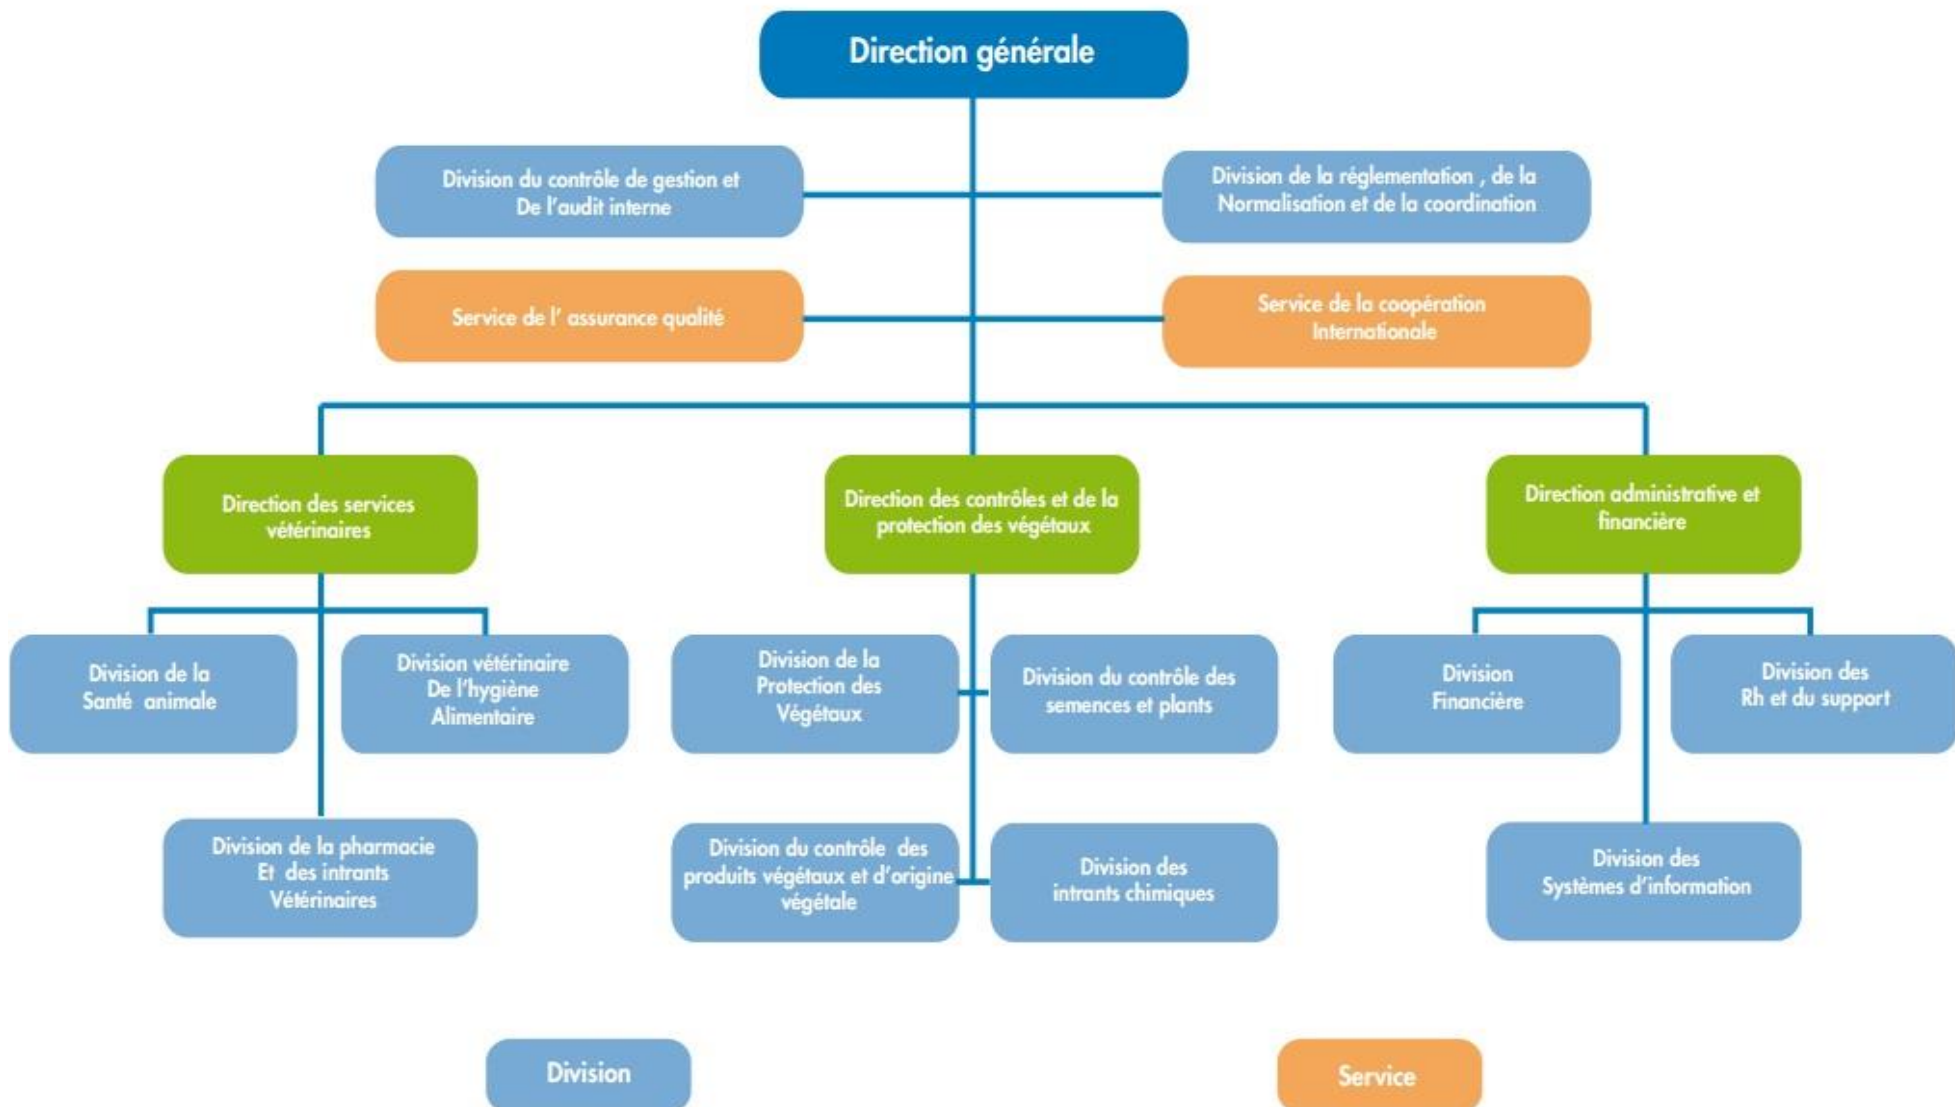 Direction générale
Division du contrôle de gestion et
De l'audit interne
Division de la réglementation , de la
Normalisation et de la coordination
Service de l' assurance qualité
Service de la coopération
Internationale
Direction des services
vétérinaires
Direction des contrôles et de la
protection des végétaux
Direction administrative et
financière
Division de la
Santé animale
Division vétérinaire
De l'hygiène
Alimentaire
Division de la
Protection des
Végétaux
Division du contrôle des
semences et plants
Division
Financière
Division des
Rh et du support
Division de la pharmacie
Et des intrants
Vétérinaires
Division du contrôle des
produits végétaux et d'origine
végétale
Division des
intrants chimiques
Division des
Systèmes d'information
Division
Service